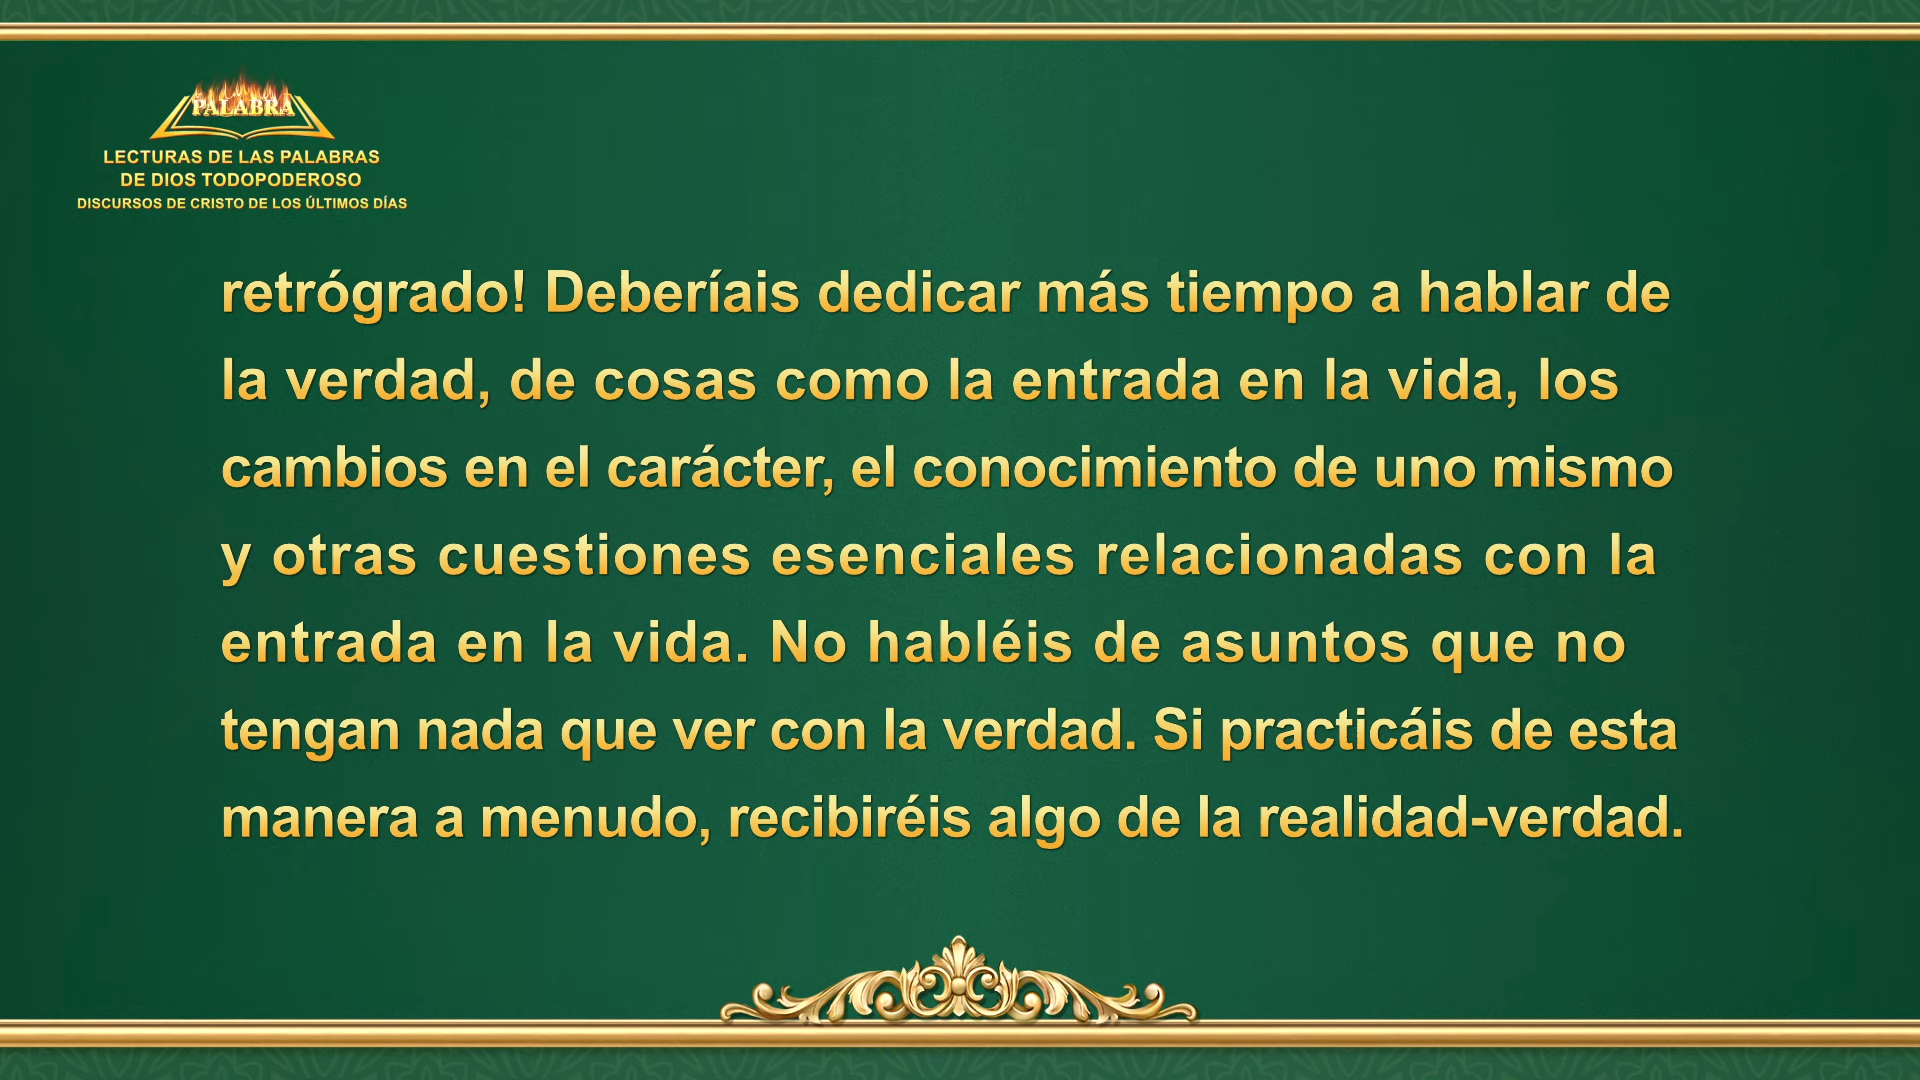 PALABRA
LECTURAS DE LAS PALABRAS
DE DIOS TODOPODEROSO
DISCURSOS DE CRISTO DE LOS ÚLTIMOS DÍAS
retrógrado! Deberíais dedicar más tiempo a hablar de
la verdad, de cosas como la entrada en la vida, los
cambios en el carácter, el conocimiento de uno mismo
y otras cuestiones esenciales relacionadas con la
entrada en la vida. No habléis de asuntos que no
tengan nada que ver con la verdad. Si practicáis de esta
manera a menudo, recibiréis algo de la realidad-verdad.